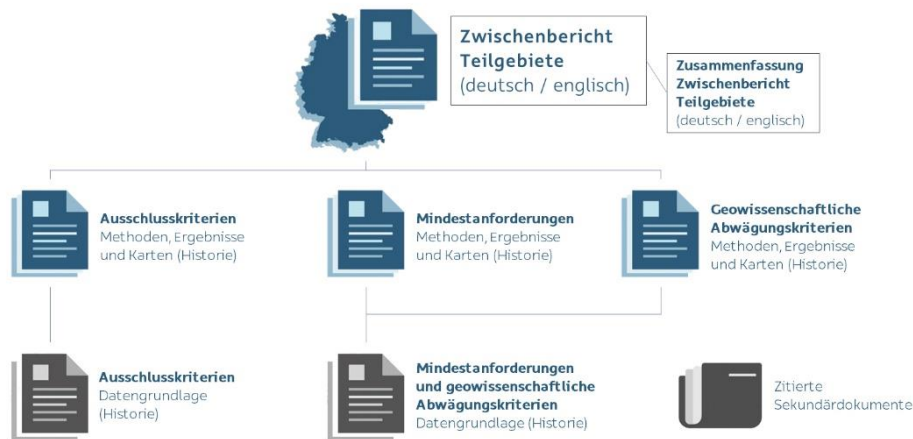 Zwischenbericht
Teilgebiete
(deutsch / englisch)
Zusammenfassung
Zwischenbericht
Teilgebiete
(deutsch / englisch)
Ausschlusskriterien
Methoden, Ergebnisse
und Karten (Historie)
Mindestanforderungen
Methoden, Ergebnisse
und Karten (Historie)
Geowissenschaftliche
Abwägungskriterien
Methoden, Ergebnisse
und Karten (Historie)
Ausschlusskriterien
Datengrundlage
(Historie)
Mindestanforderungen
und geowissenschaftliche
Abwägungskriterien
Datengrundlage (Historie)
Zitierte
Sekundärdokumente